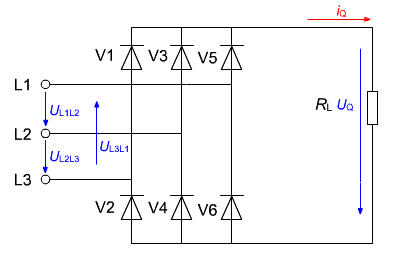 iQ
V1 V3 V5
L1
UL1L2
RL UQ
L2
UL3L1
UL2L3
L3
V2 V4 V6